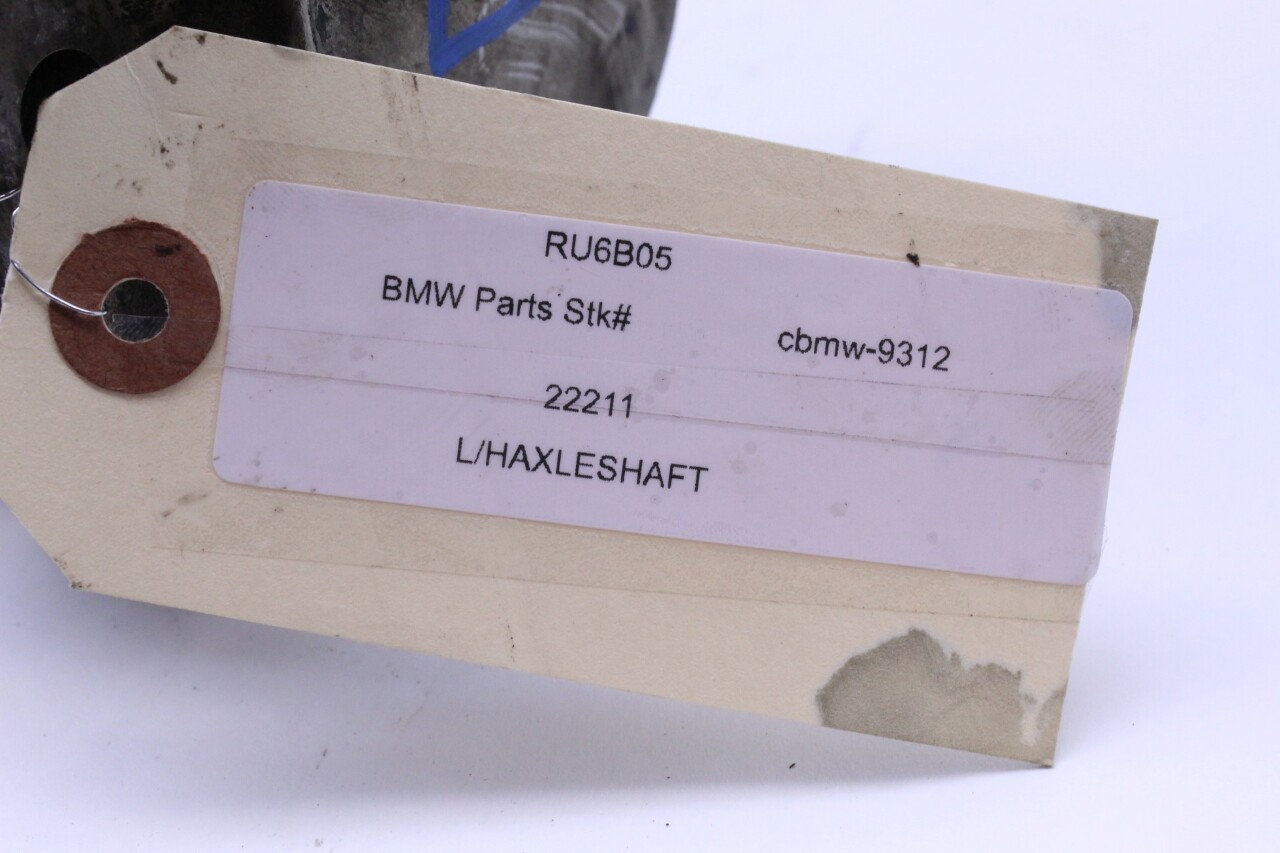 RU6B05
BMW Parts Stk# cbmw-9312
22211
L/HAXLESHAFT